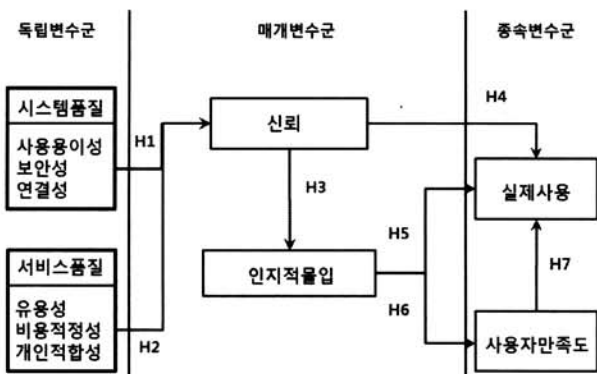 독립변수군
매개변수군
종속변수군
시스템품질
사용용이성
보안성
연결성
H1
신뢰
H4
H3
실제사용
서비스품질
유용성
비용적정성
개인적합성
H2
인지적몰입
H5
H6
H7
사용자만족도